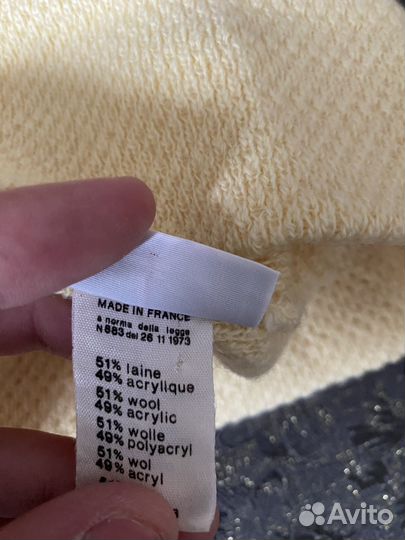 MADE IN FRANCE
a norma della legge
N 883 del 26 11 1973
51% laine
49% acrylique
51% wool
49% acrylic
51% wolle
49% polyacryl
51% wol
49% acryl
Avito